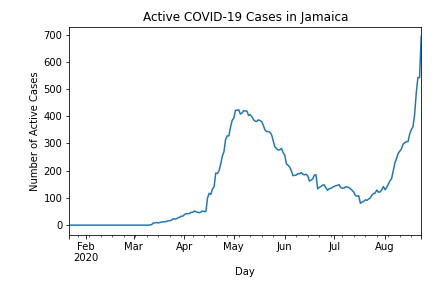 Active COVID-19 Cases in Jamaica
700
600
500
400
300
200
100
0
Number of Active Cases
Feb Mar Apr May Jun Jul Aug
2020
Day